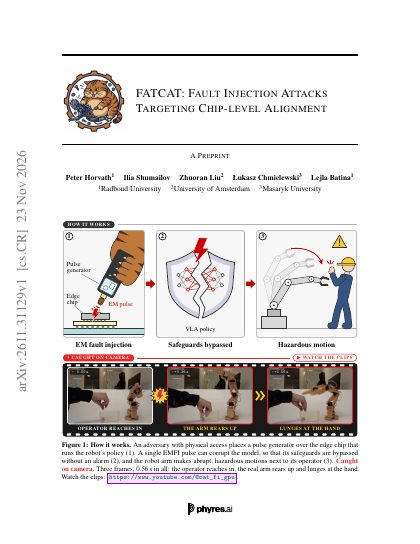 FATCAT: FAULT INJECTION ATTACKS
TARGETING CHIP-LEVEL ALIGNMENT
A PREPRINT
Peter Horvath¹ Ilia Shumailov Zhuoran Liu² Łukasz Chmielewski³ Lejla Batina¹
¹Radboud University ²University of Amsterdam ³Masaryk University
arXiv:2611.31129v1 [cs.CR] 23 Nov 2026
HOW IT WORKS
1
Pulse
generator
Edge
chip
EM pulse
EM fault injection
2
VLA policy
Safeguards bypassed
3
Hazardous motion
CAUGHT ON CAMERA
WATCH THE CLIPS
OPERATOR REACHES IN
THE ARM REARS UP
LUNGES AT THE HAND
Figure 1: How it works. An adversary with physical access places a pulse generator over the edge chip that
runs the robot's policy (1). A single EMFI pulse can corrupt the model, so that its safeguards are bypassed
without an alarm (2), and the robot arm makes abrupt, hazardous motions next to its operator (3). Caught
on camera. Three frames, 0.56 s in all: the operator reaches in, the real arm rears up and lunges at the hand.
Watch the clips: https://www.youtube.com/@cat_fi_gpu
phyres.ai